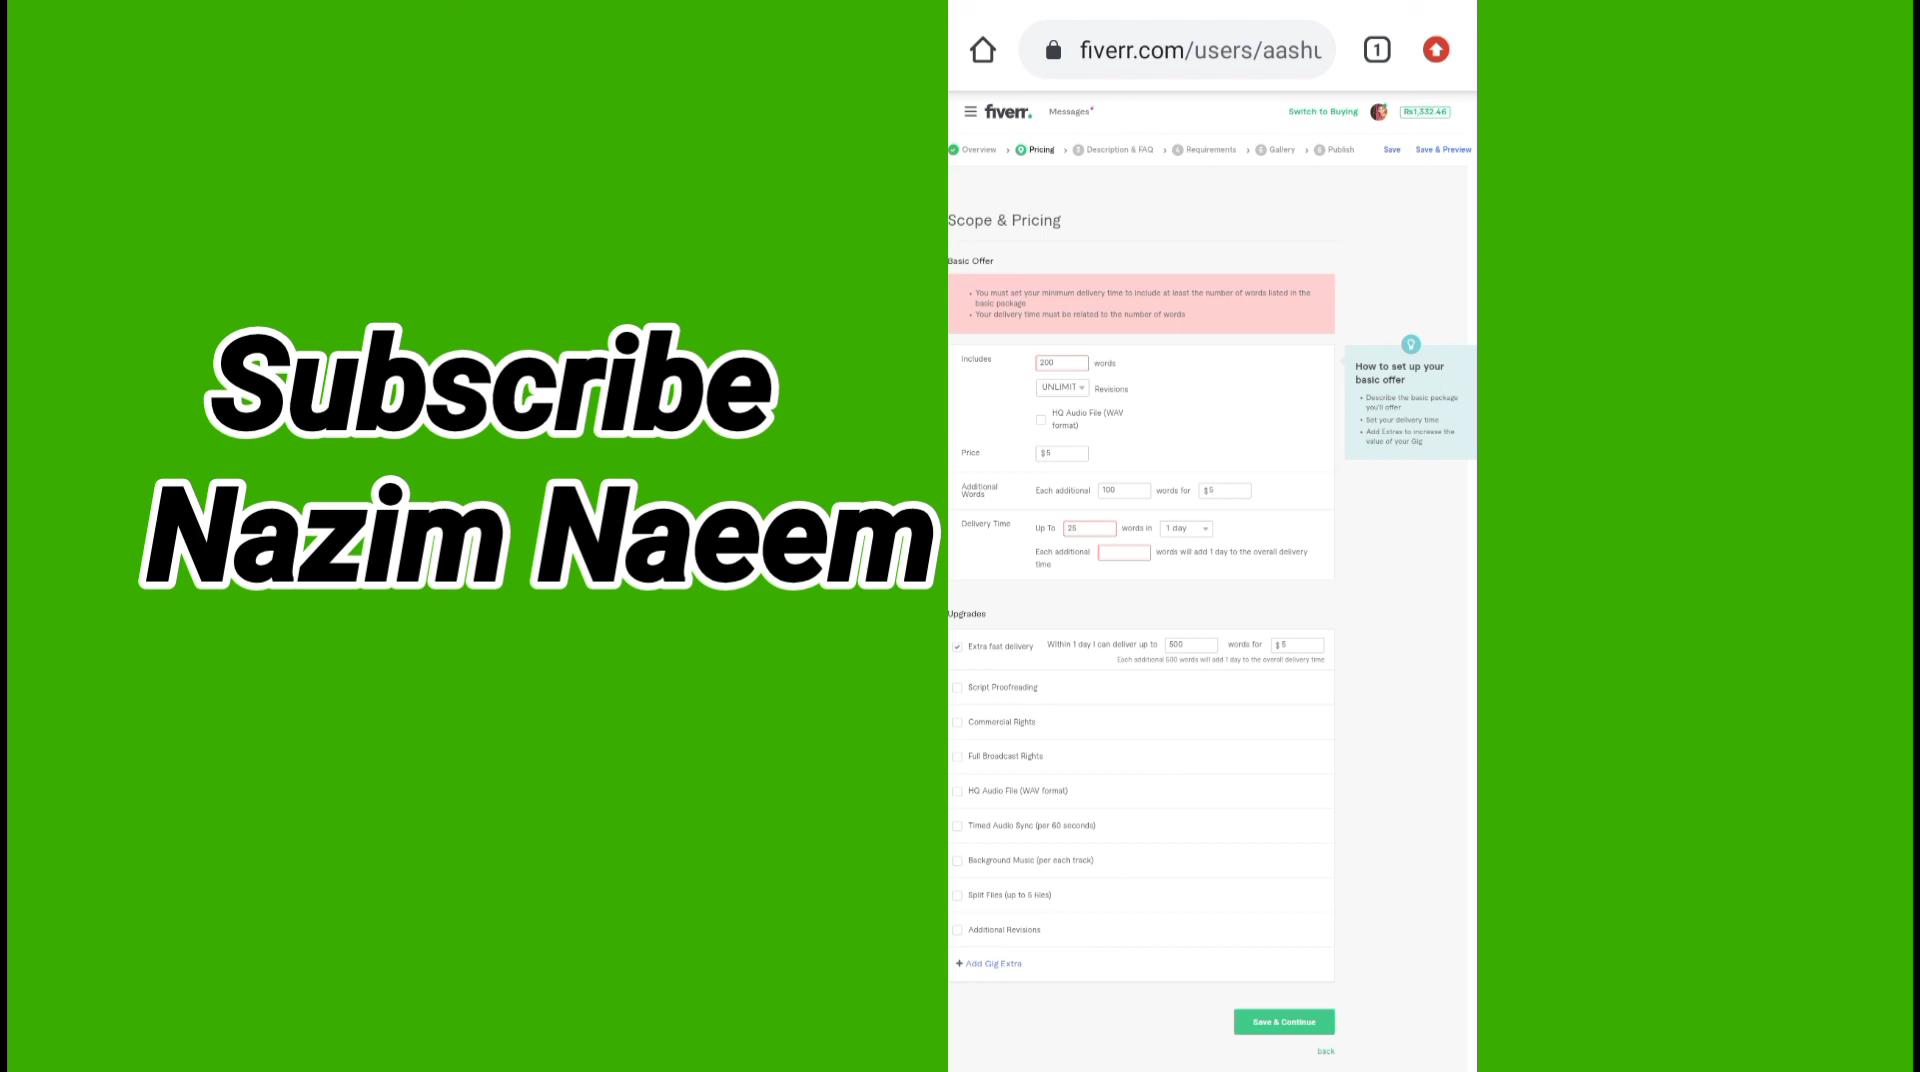 Subscribe
Nazim Naeem
fiverr.com/users/aashu
1
fiverr.
Messages
Switch to Buying
Rs1,332.46
Overview
Pricing
3 Description & FAQ
4 Requirements
5 Gallery
6 Publish
Save
Save & Preview
Scope & Pricing
Basic Offer
• You must set your minimum delivery time to include at least the number of words listed in the
basic package
• Your delivery time must be related to the number of words
Includes
200 words
UNLIMIT Revisions
HQ Audio File (WAV
format)
Price
$5
Additional
Words
Each additional 100 words for $5
Delivery Time
Up To 25 words in 1 day
Each additional words will add 1 day to the overall delivery
time
How to set up your
basic offer
• Describe the basic package
you'll offer
• Set your delivery time
• Add Extras to increase the
value of your Gig
Upgrades
Extra fast delivery Within 1 day I can deliver up to 500 words for $5
Each additional 500 words will add 1 day to the overall delivery time
Script Proofreading
Commercial Rights
Full Broadcast Rights
HQ Audio File (WAV format)
Timed Audio Sync (per 60 seconds)
Background Music (per each track)
Split Files (up to 5 files)
Additional Revisions
+ Add Gig Extra
Save & Continue
back